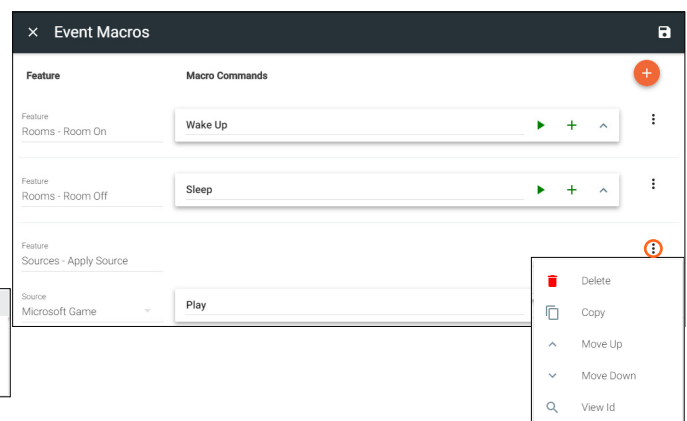 Event Macros
Feature Macro Commands
Feature
Rooms - Room On
Wake Up
Feature
Rooms - Room Off
Sleep
Feature
Sources - Apply Source
Source
Microsoft Game
Play
Delete
Copy
Move Up
Move Down
View Id